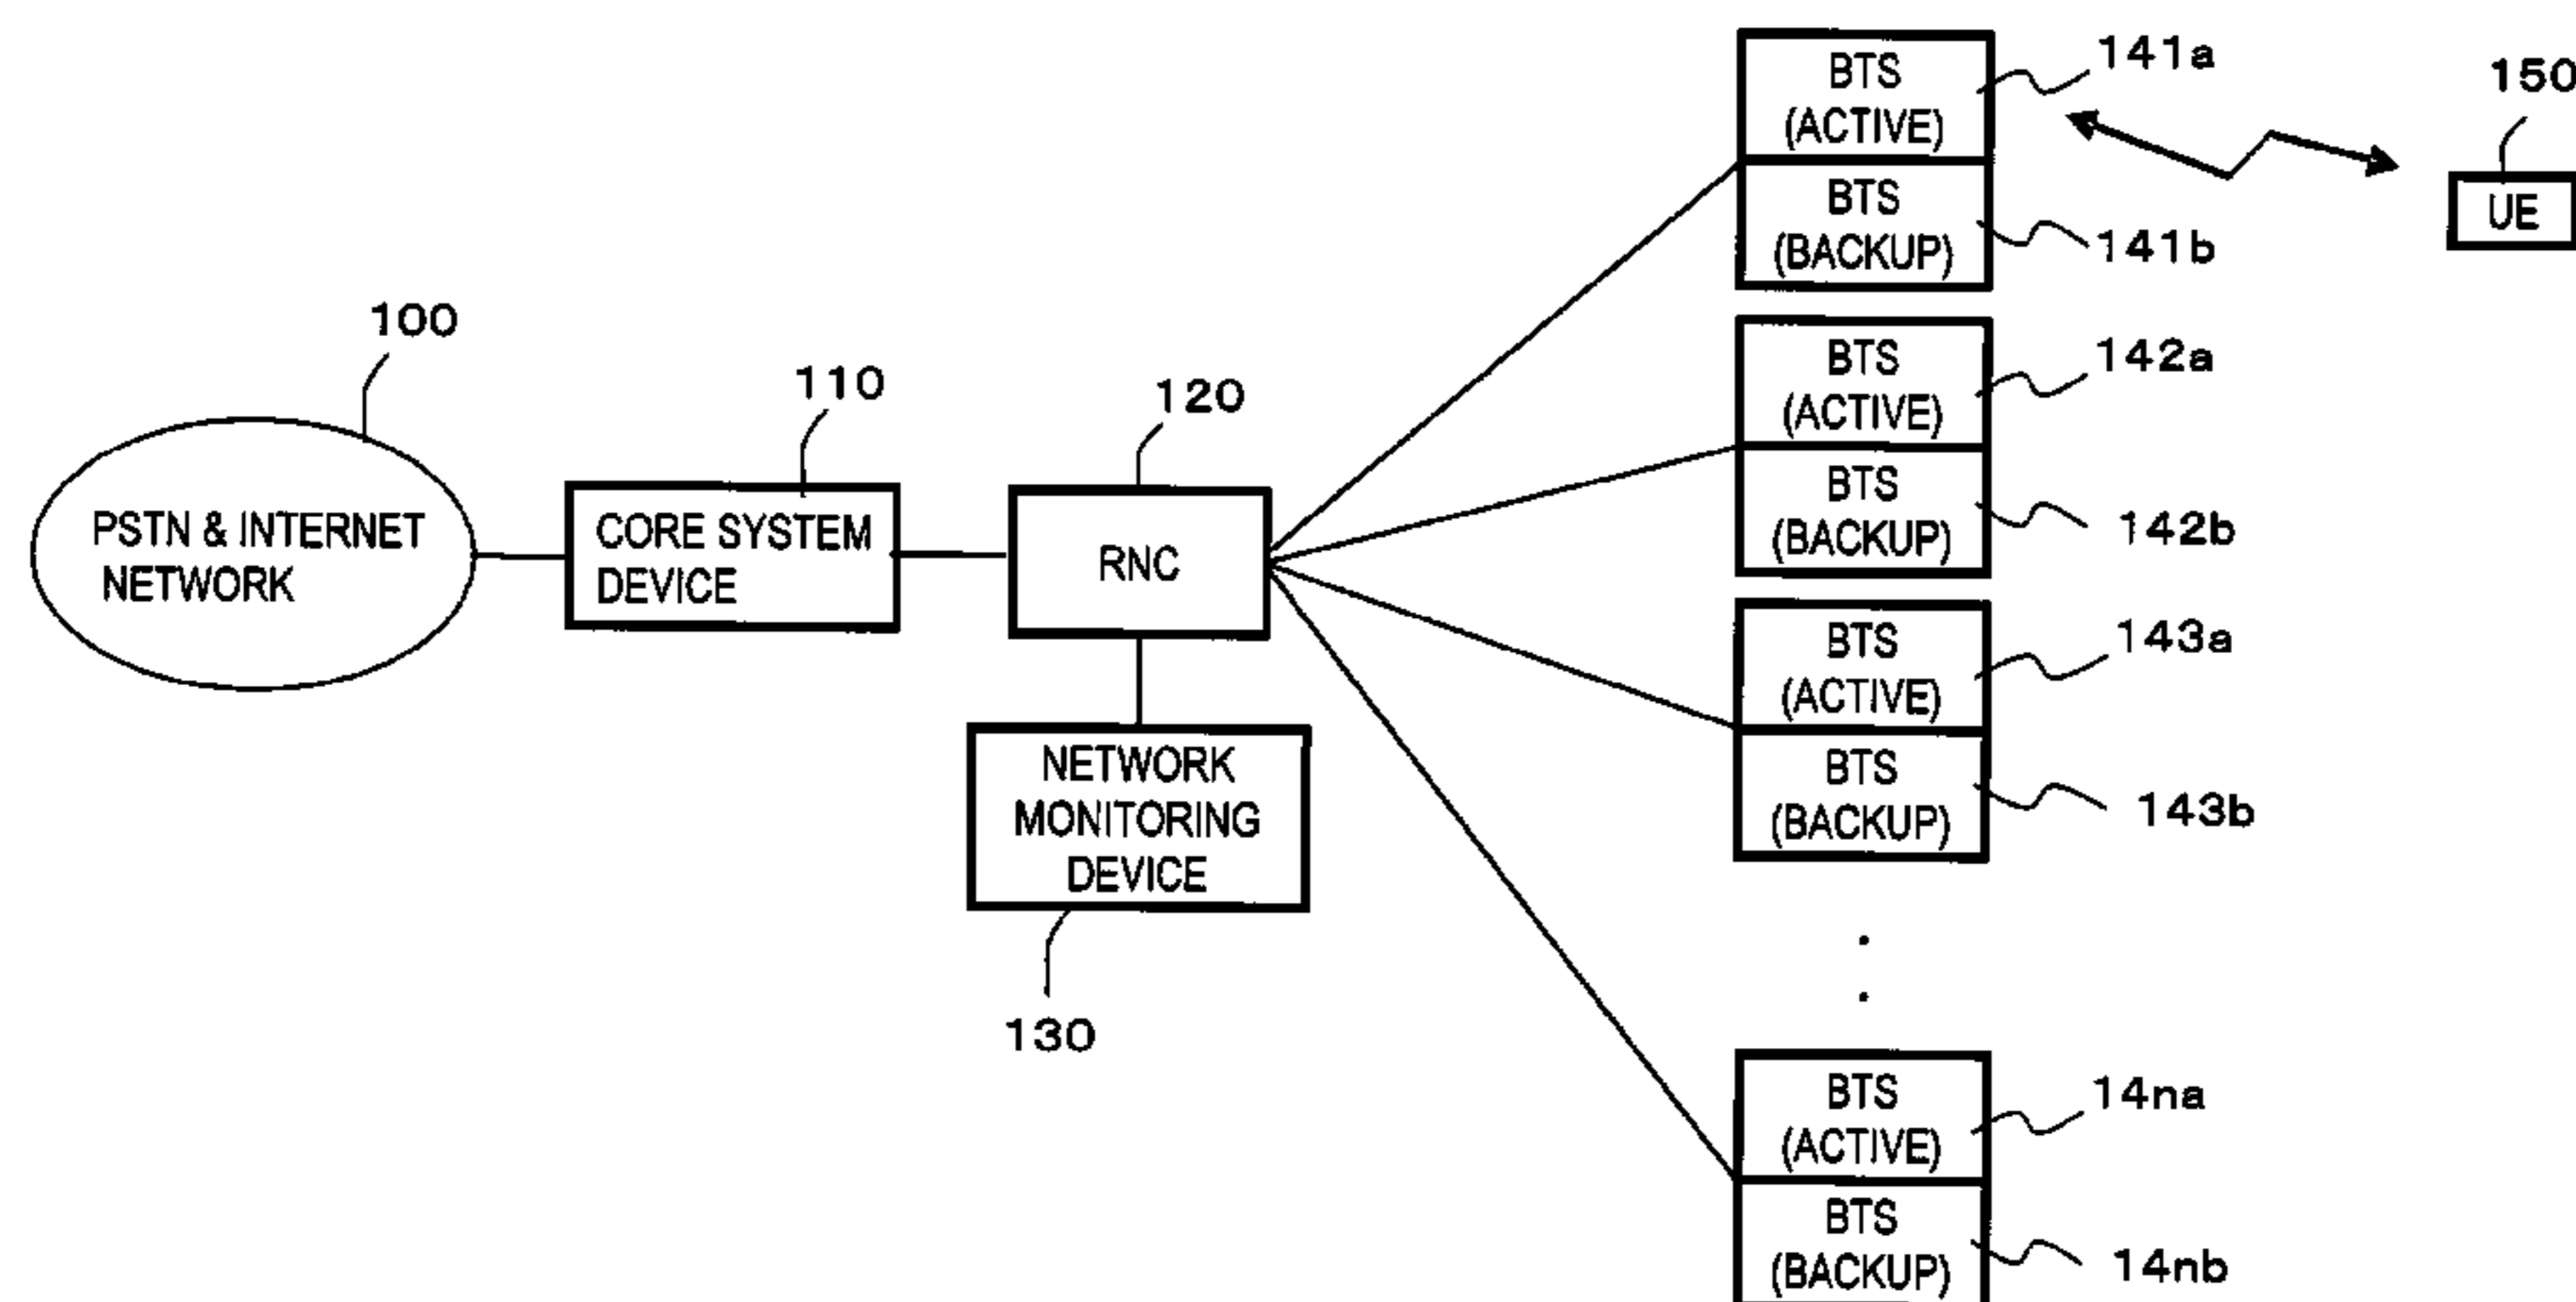 100
PSTN & INTERNET
NETWORK
110
CORE SYSTEM
DEVICE
120
RNC
NETWORK
MONITORING
DEVICE
130
BTS
(ACTIVE)
141a
BTS
(BACKUP)
141b
150
UE
BTS
(ACTIVE)
142a
BTS
(BACKUP)
142b
BTS
(ACTIVE)
143a
BTS
(BACKUP)
143b
BTS
(ACTIVE)
14na
BTS
(BACKUP)
14nb